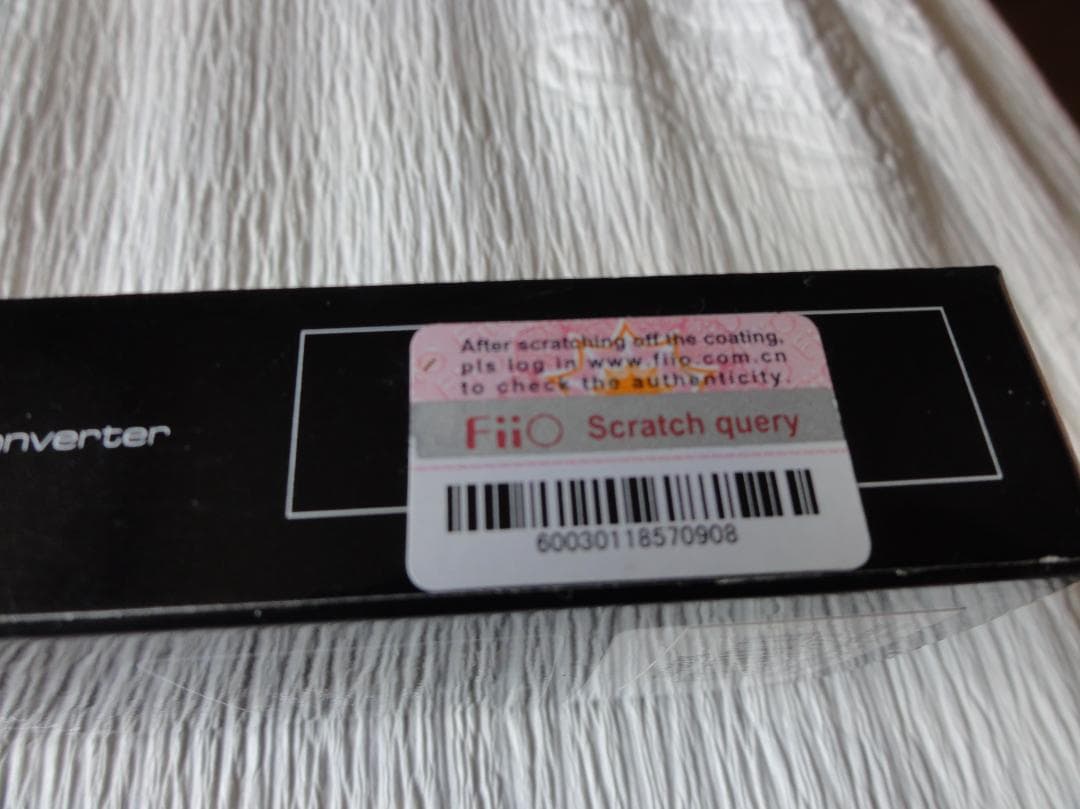 After scratching off the coating,
pls log in www.fiio.com.cn
to check the authenticity.
FiiO Scratch query
onverter
60030118570908